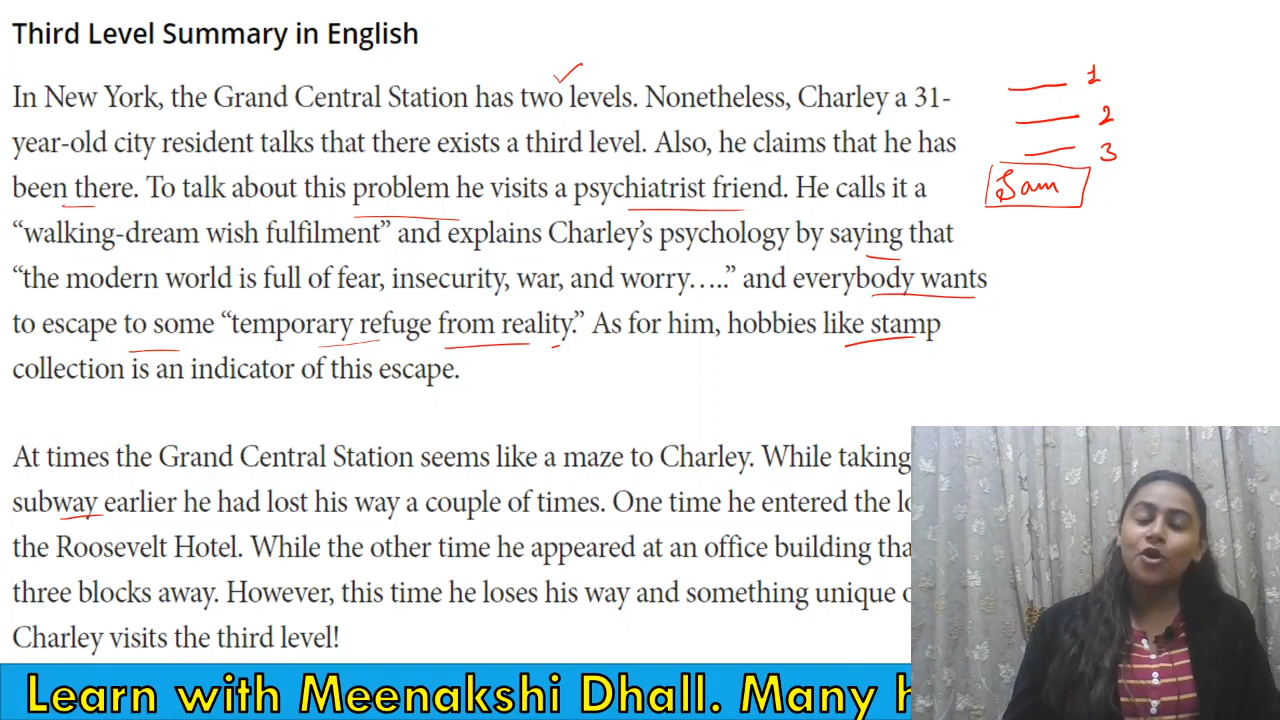 Third Level Summary in English
In New York, the Grand Central Station has two levels. Nonetheless, Charley a 31-
year-old city resident talks that there exists a third level. Also, he claims that he has
been there. To talk about this problem he visits a psychiatrist friend. He calls it a
“walking-dream wish fulfilment” and explains Charley’s psychology by saying that
“the modern world is full of fear, insecurity, war, and worry…..” and everybody wants
to escape to some “temporary refuge from reality.” As for him, hobbies like stamp
collection is an indicator of this escape.
1
2
3
Sam
At times the Grand Central Station seems like a maze to Charley. While taking
subway earlier he had lost his way a couple of times. One time he entered the
the Roosevelt Hotel. While the other time he appeared at an office building
three blocks away. However, this time he loses his way and something unique
Charley visits the third level!
Learn with Meenakshi Dhall. Many